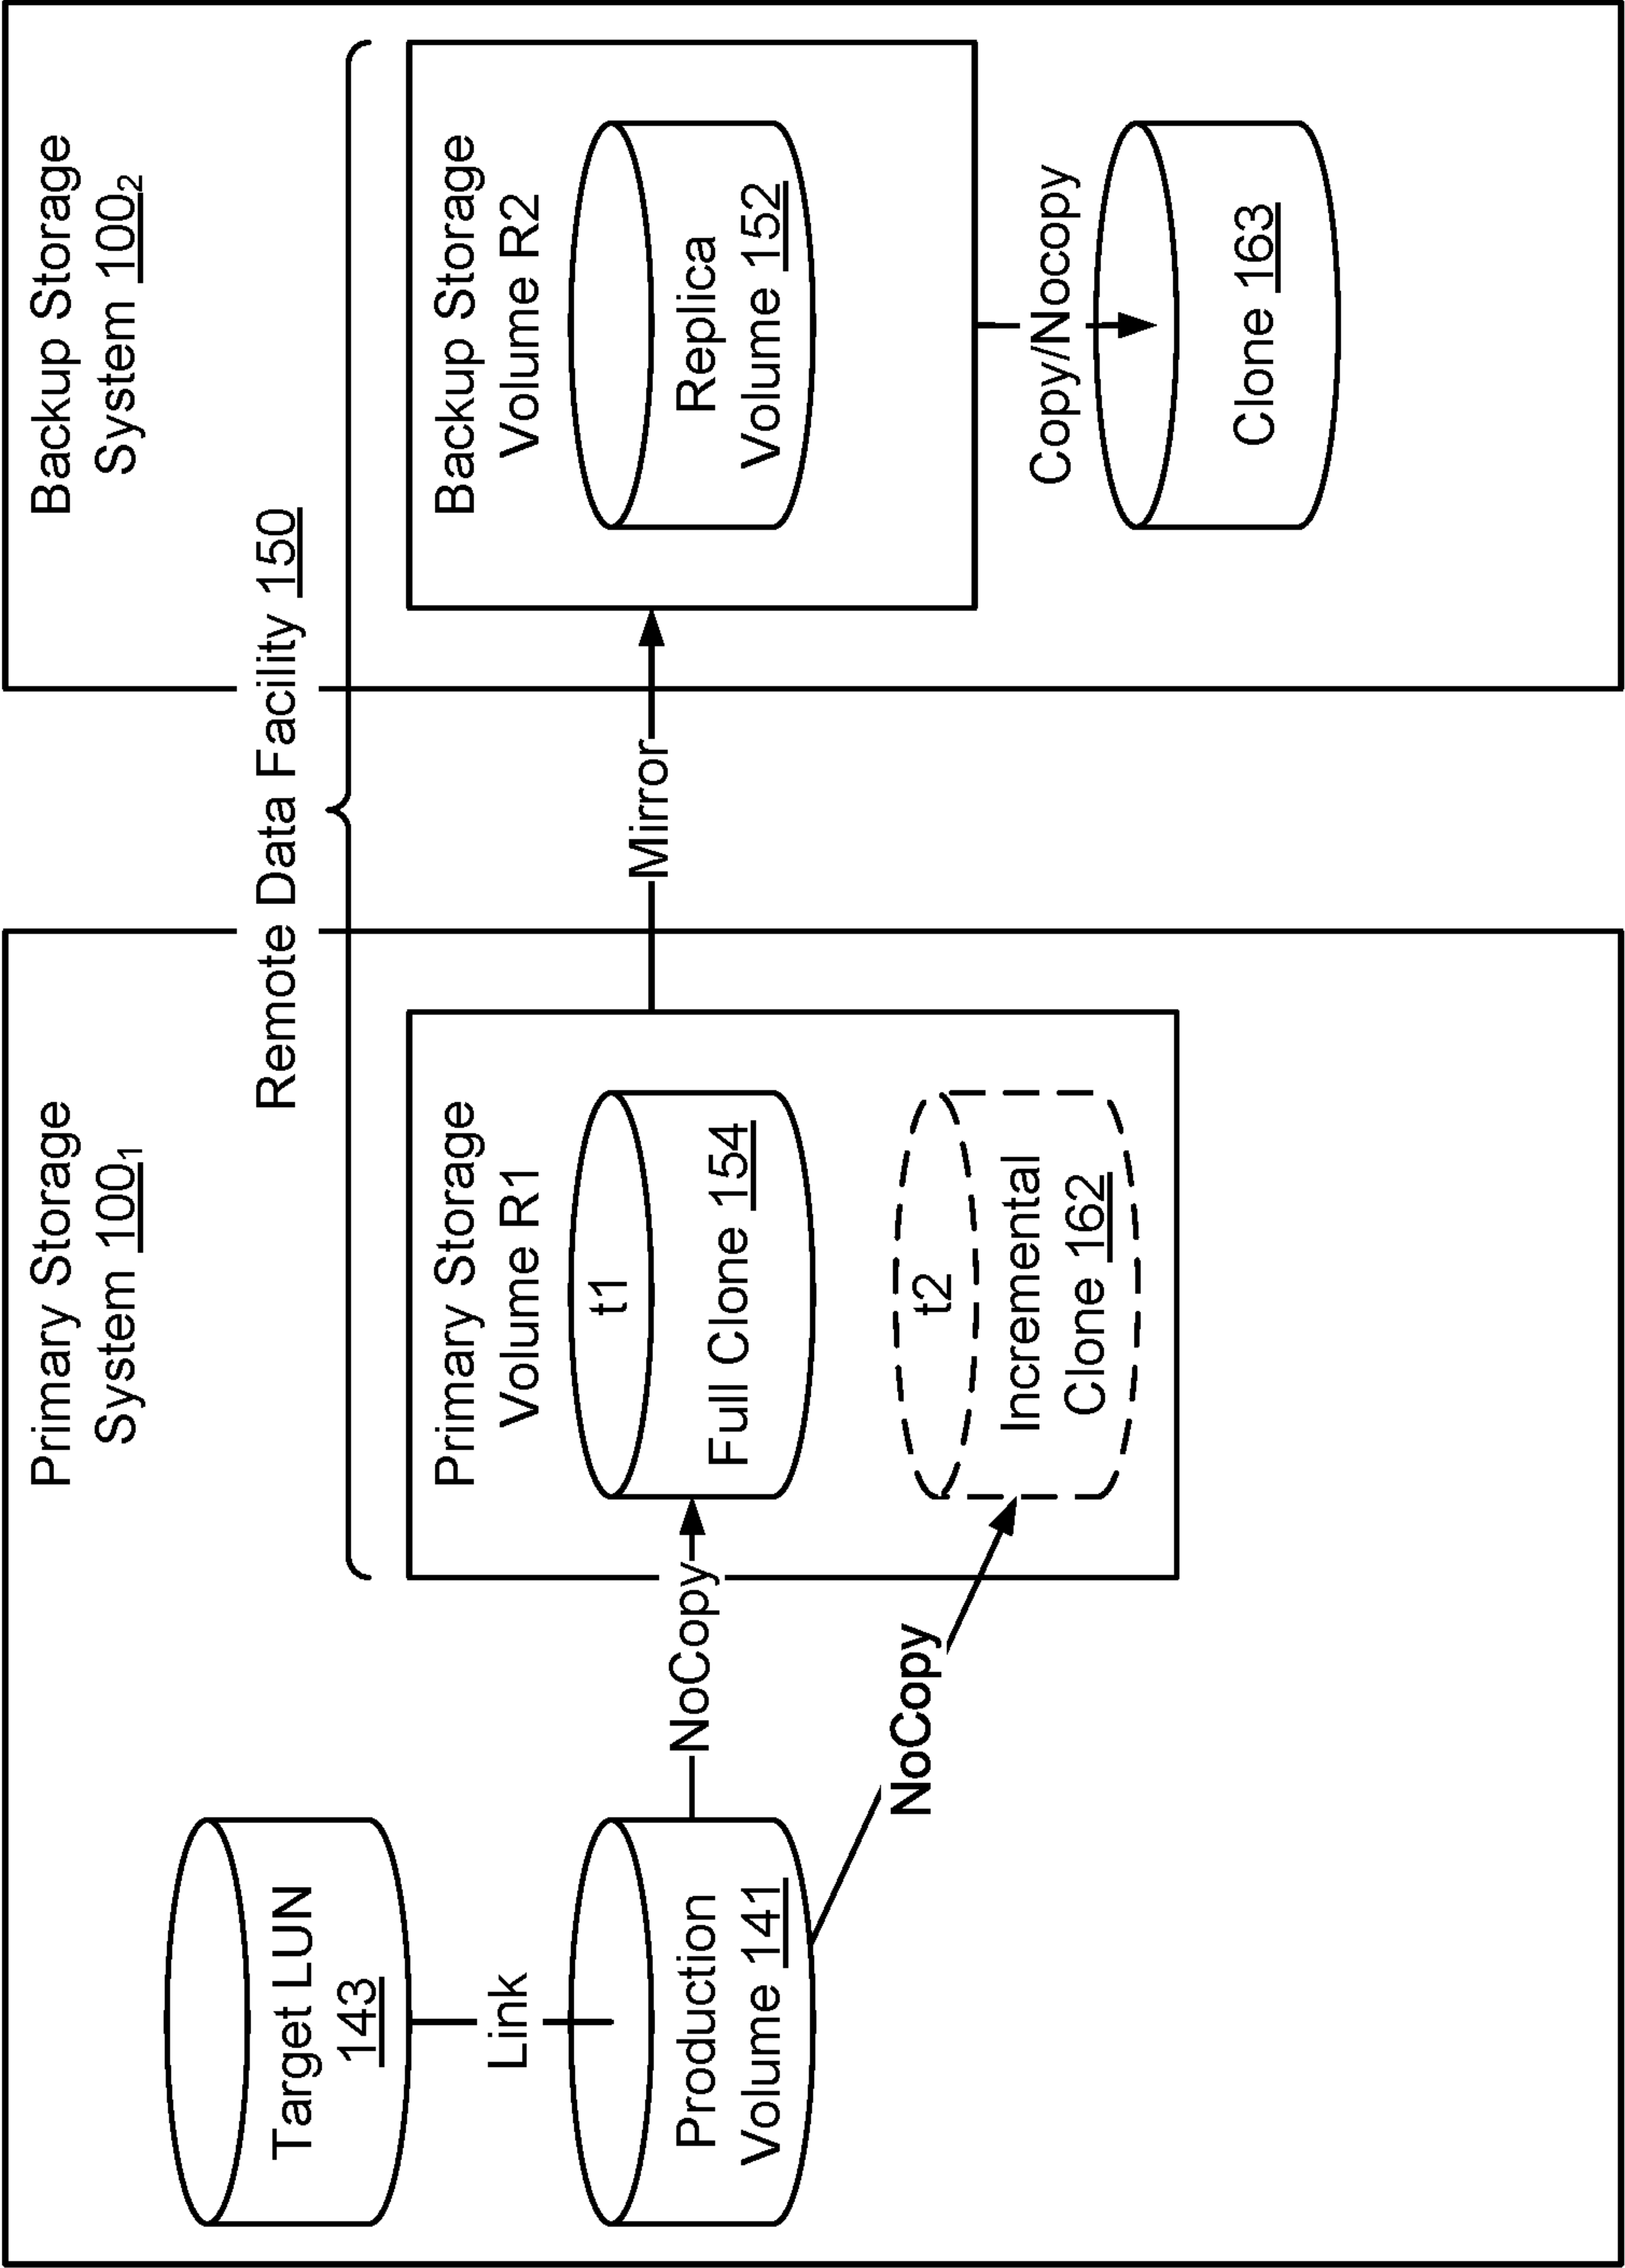 Primary Storage
System 100₁
Backup Storage
System 100₂
Remote Data Facility 150
Target LUN
143
Link
Production
Volume 141
NoCopy
NoCopy
Primary Storage
Volume R1
t1
Full Clone 154
t2
Incremental
Clone 162
Mirror
Backup Storage
Volume R2
Replica
Volume 152
Copy/Nocopy
Clone 163